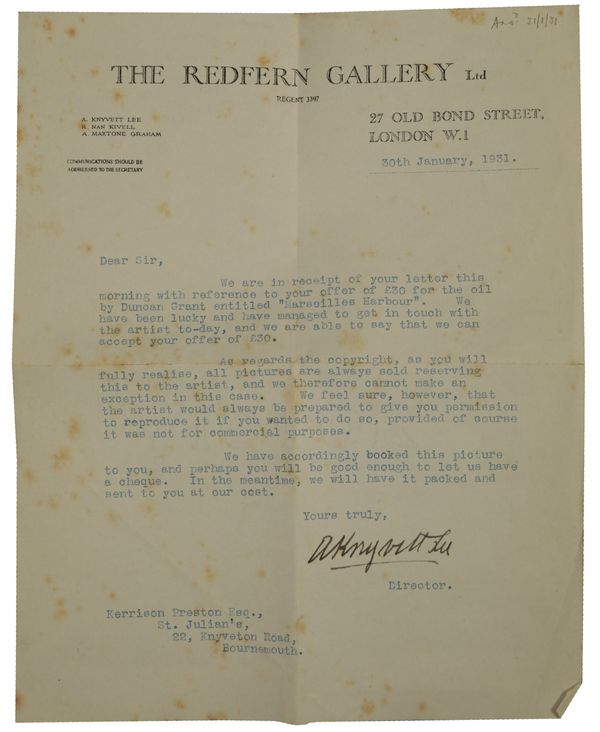 Ansd 31/1/31
THE REDFERN GALLERY Ltd
REGENT 3397
A. KNYVETT LEE
R. NAN KIVELL
A. MAXTONE GRAHAM
27 OLD BOND STREET,
LONDON W.1
COMMUNICATIONS SHOULD BE
ADDRESSED TO THE SECRETARY
30th January, 1931.
Dear Sir,
We are in receipt of your letter this
morning with reference to your offer of £30 for the oil
by Duncan Grant entitled "Marseilles Harbour". We
have been lucky and have managed to get in touch with
the artist to-day, and we are able to say that we can
accept your offer of £30.
As regards the copyright, as you will
fully realise, all pictures are always sold reserving
this to the artist, and we therefore cannot make an
exception in this case. We feel sure, however, that
the artist would always be prepared to give you permission
to reproduce it if you wanted to do so, provided of course
it was not for commercial purposes.
We have accordingly booked this picture
to you, and perhaps you will be good enough to let us have
a cheque. In the meantime, we will have it packed and
sent to you at our cost.
Yours truly,
A Knyvett Lee
Director.
Kerrison Preston Esq.,
St. Julian's,
22, Knyveton Road,
Bournemouth.